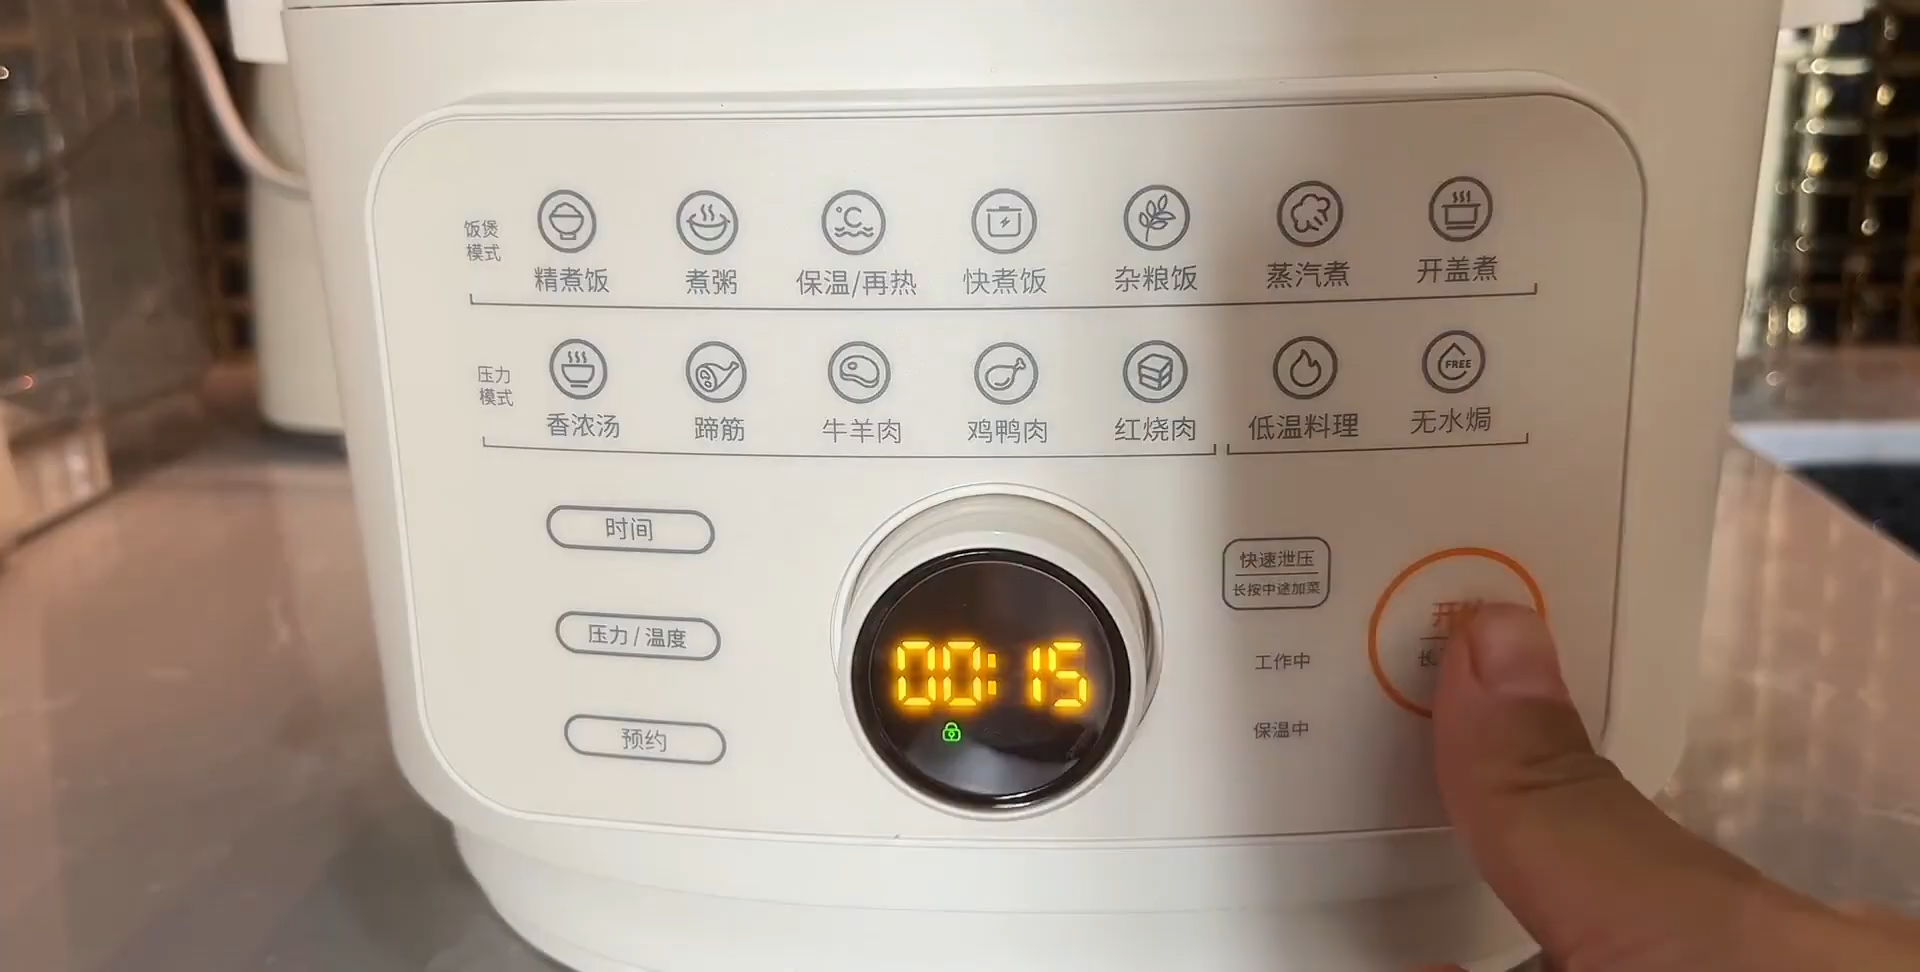 饭煲
模式
精煮饭 煮粥 保温/再热 快煮饭 杂粮饭 蒸汽煮 开盖煮
FREE
压力
模式
香浓汤 蹄筋 牛羊肉 鸡鸭肉 红烧肉 低温料理 无水焗
时间
压力/温度
预约
00:15
快速泄压
长按中途加菜
工作中
保温中
开
长